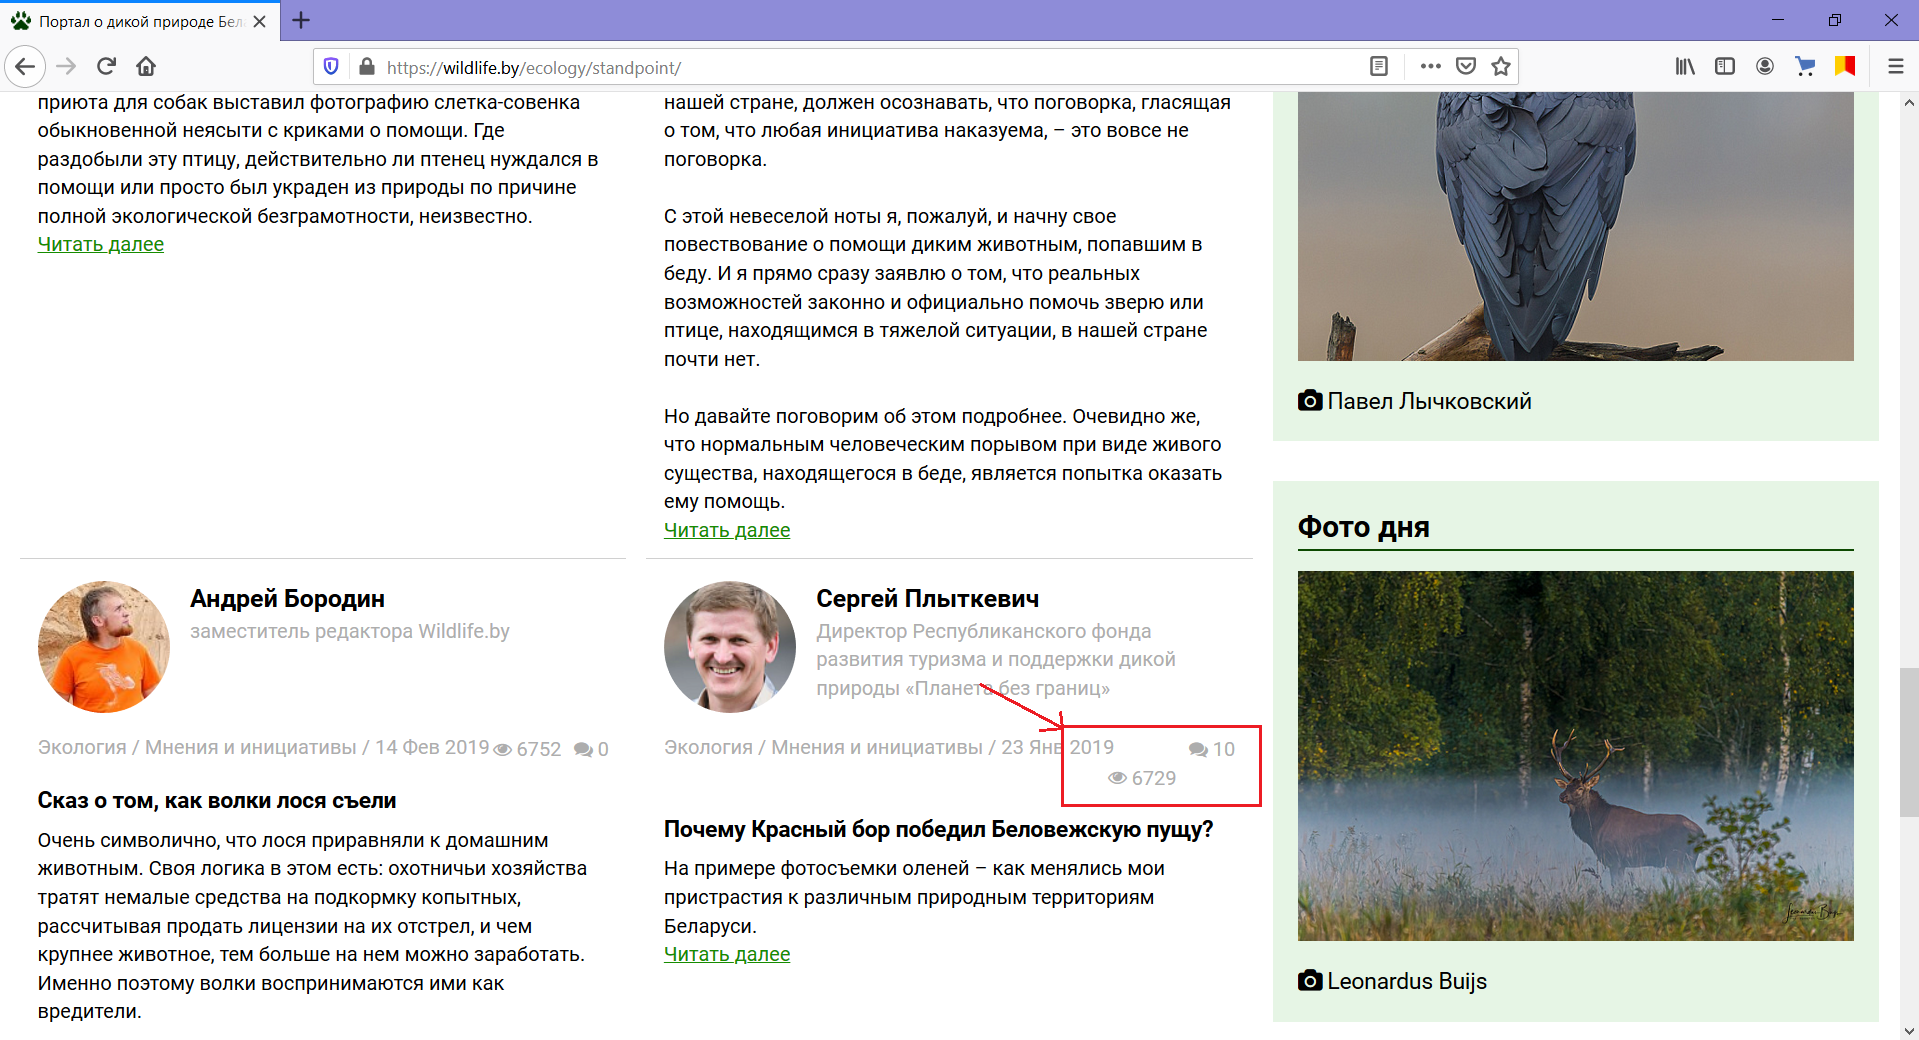 Портал о дикой природе Бел
https://wildlife.by/ecology/standpoint/
приюта для собак выставил фотографию слетка-совенка
обыкновенной неясыти с криками о помощи. Где
раздобыли эту птицу, действительно ли птенец нуждался в
помощи или просто был украден из природы по причине
полной экологической безграмотности, неизвестно.
Читать далее
нашей стране, должен осознавать, что поговорка, гласящая
о том, что любая инициатива наказуема, – это вовсе не
поговорка.
С этой невеселой ноты я, пожалуй, и начну свое
повествование о помощи диким животным, попавшим в
беду. И я прямо сразу заявлю о том, что реальных
возможностей законно и официально помочь зверю или
птице, находящимся в тяжелой ситуации, в нашей стране
почти нет.
Но давайте поговорим об этом подробнее. Очевидно же,
что нормальным человеческим порывом при виде живого
существа, находящегося в беде, является попытка оказать
ему помощь.
Читать далее
Андрей Бородин
заместитель редактора Wildlife.by
Экология / Мнения и инициативы / 14 Фев 2019 6752 0
Сказ о том, как волки лося съели
Очень символично, что лося приравняли к домашним
животным. Своя логика в этом есть: охотничьи хозяйства
тратят немалые средства на подкормку копытных,
рассчитывая продать лицензии на их отстрел, и чем
крупнее животное, тем больше на нем можно заработать.
Именно поэтому волки воспринимаются ими как
вредители.
Сергей Плыткевич
Директор Республиканского фонда
развития туризма и поддержки дикой
природы «Планета без границ»
Экология / Мнения и инициативы / 23 Янв 2019 10
6729
Почему Красный бор победил Беловежскую пущу?
На примере фотосъемки оленей – как менялись мои
пристрастия к различным природным территориям
Беларуси.
Читать далее
Павел Лычковский
Фото дня
Leonardus Buijs